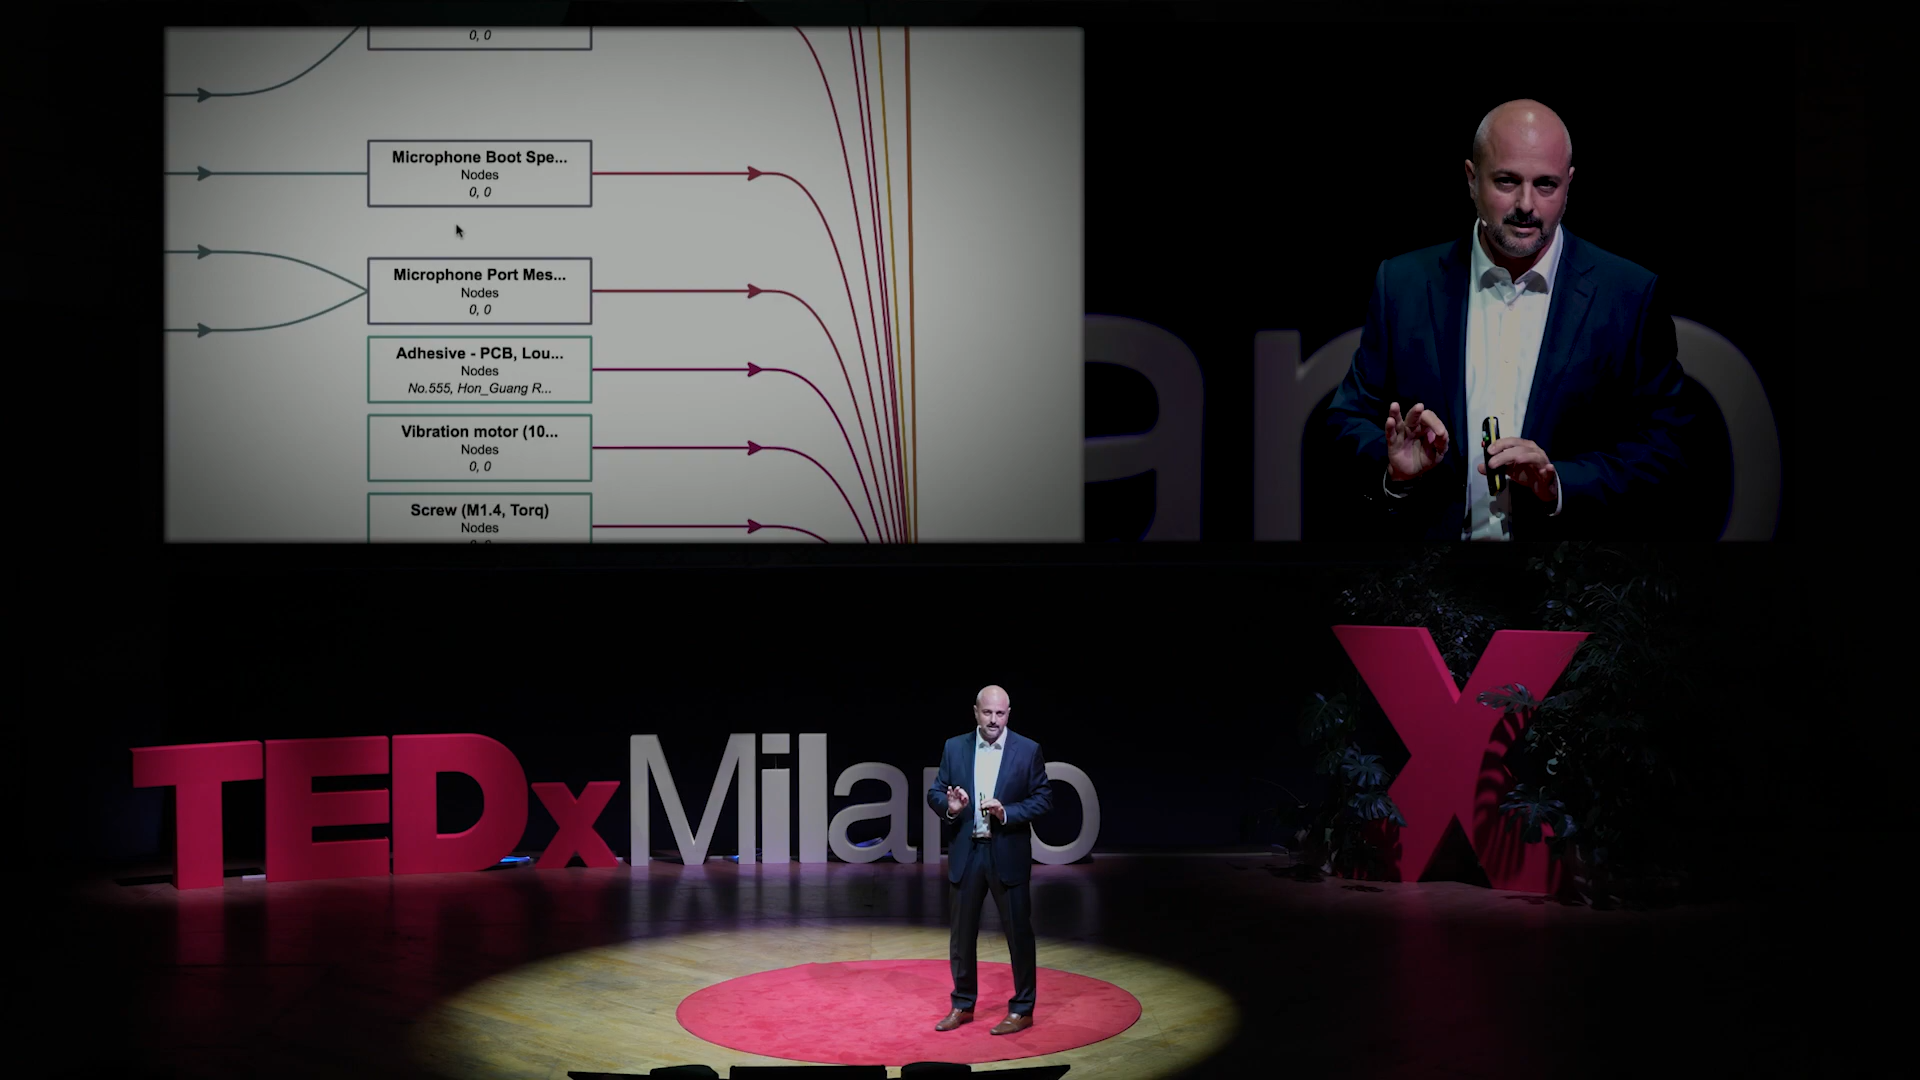 0, 0
Microphone Boot Spe...
Nodes
0, 0
Microphone Port Mes...
Nodes
0, 0
Adhesive - PCB, Lou...
Nodes
No.555, Hon_Guang R...
Vibration motor (10...
Nodes
0, 0
Screw (M1.4, Torq)
Nodes
TEDxMilano
X